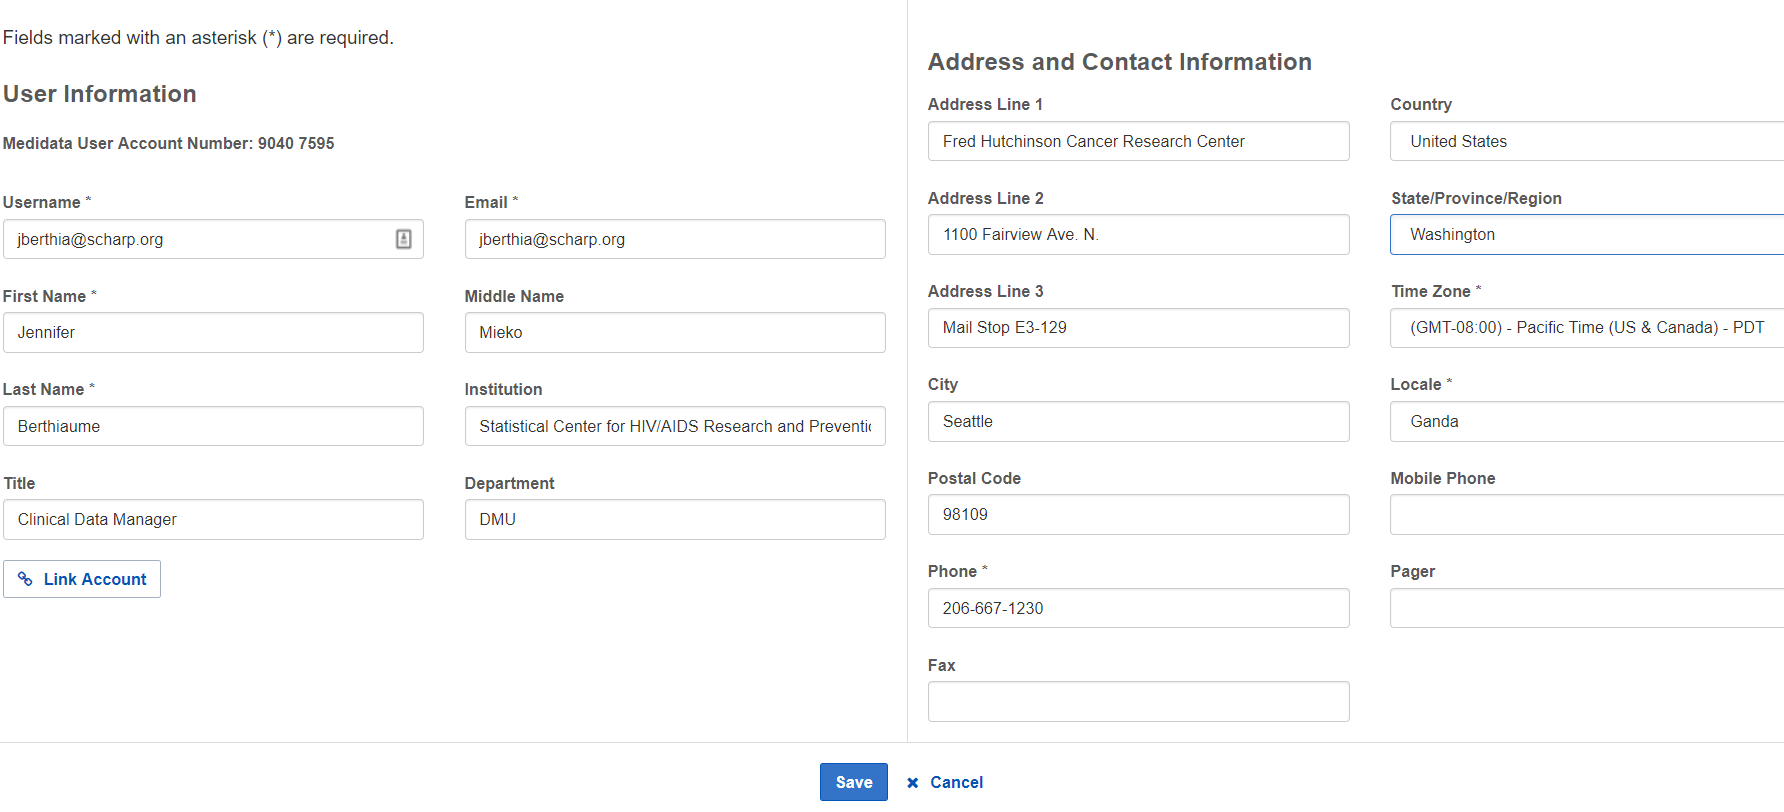 Fields marked with an asterisk (*) are required.
User Information
Medidata User Account Number: 9040 7595
Username *
Email *
jberthia@scharp.org
jberthia@scharp.org
First Name *
Middle Name
Jennifer
Mieko
Last Name *
Institution
Berthiaume
Statistical Center for HIV/AIDS Research and Preventi
Title
Department
Clinical Data Manager
DMU
Link Account
Address and Contact Information
Address Line 1
Country
Fred Hutchinson Cancer Research Center
United States
Address Line 2
State/Province/Region
1100 Fairview Ave. N.
Washington
Address Line 3
Time Zone *
Mail Stop E3-129
(GMT-08:00) - Pacific Time (US & Canada) - PDT
City
Locale *
Seattle
Ganda
Postal Code
Mobile Phone
98109
Phone *
Pager
206-667-1230
Fax
Save
Cancel